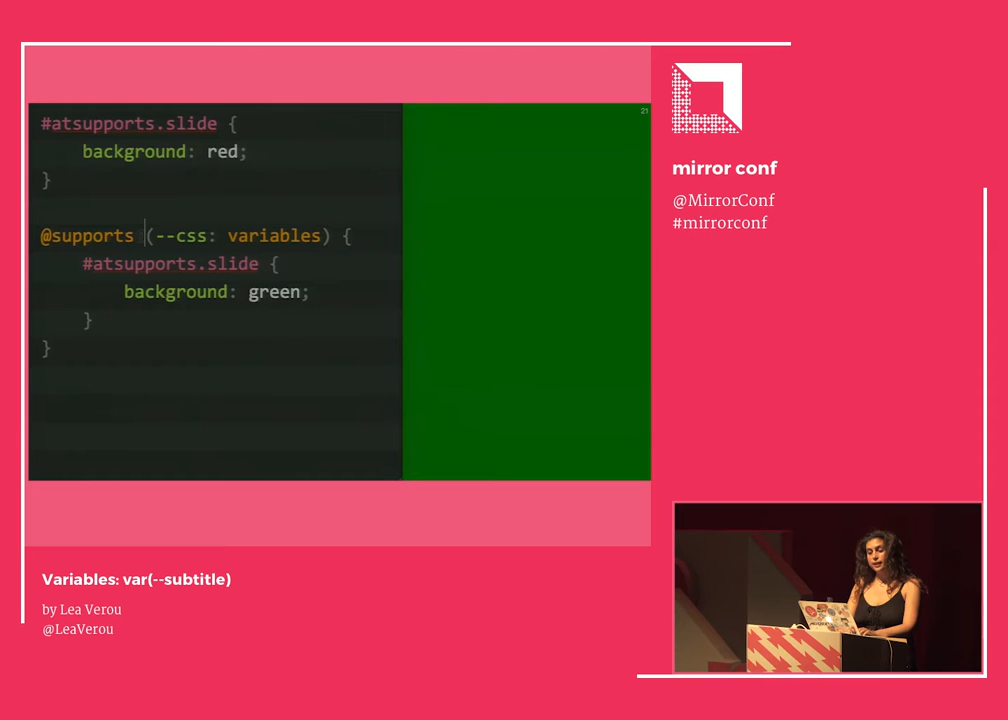 #atsupports.slide {
background: red;
}
@supports (--css: variables) {
#atsupports.slide {
background: green;
}
}
21
mirror conf
@MirrorConf
#mirrorconf
Variables: var(--subtitle)
by Lea Verou
@LeaVerou